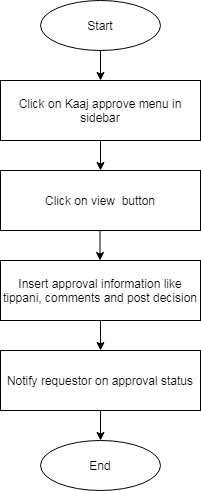 Start
Click on Kaaj approve menu in
sidebar
Click on view button
Insert approval information like
tippani, comments and post decision
Notify requestor on approval status
End